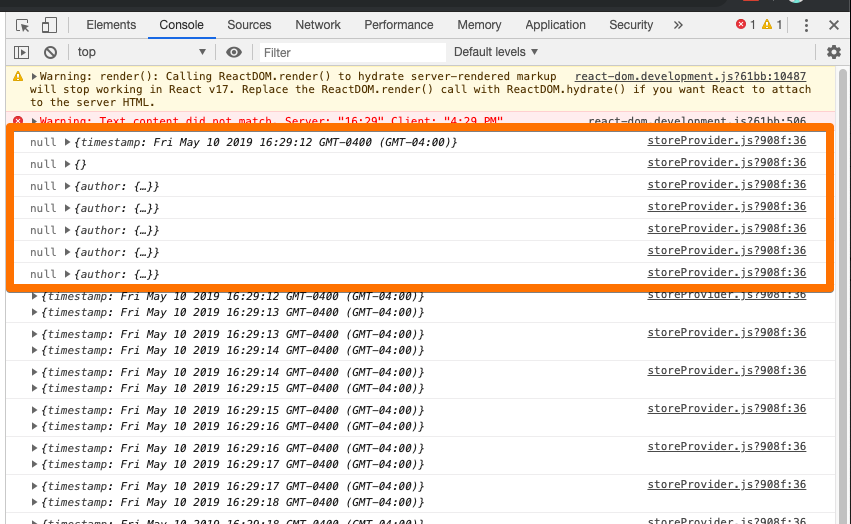 Elements Console Sources Network Performance Memory Application Security » 1 1
top Filter Default levels
Warning: render(): Calling ReactDOM.render() to hydrate server-rendered markup react-dom.development.js?61bb:10487
will stop working in React v17. Replace the ReactDOM.render() call with ReactDOM.hydrate() if you want React to attach
to the server HTML.
Warning: Text content did not match. Server: "16:29" Client: "4:29 PM" react-dom.development.js?61bb:506
null {timestamp: Fri May 10 2019 16:29:12 GMT-0400 (GMT-04:00)} storeProvider.js?908f:36
null {} storeProvider.js?908f:36
null {author: {…}} storeProvider.js?908f:36
null {author: {…}} storeProvider.js?908f:36
null {author: {…}} storeProvider.js?908f:36
null {author: {…}} storeProvider.js?908f:36
null {author: {…}} storeProvider.js?908f:36
{timestamp: Fri May 10 2019 16:29:12 GMT-0400 (GMT-04:00)} storeProvider.js?908f:36
{timestamp: Fri May 10 2019 16:29:13 GMT-0400 (GMT-04:00)}
{timestamp: Fri May 10 2019 16:29:13 GMT-0400 (GMT-04:00)} storeProvider.js?908f:36
{timestamp: Fri May 10 2019 16:29:14 GMT-0400 (GMT-04:00)}
{timestamp: Fri May 10 2019 16:29:14 GMT-0400 (GMT-04:00)} storeProvider.js?908f:36
{timestamp: Fri May 10 2019 16:29:15 GMT-0400 (GMT-04:00)}
{timestamp: Fri May 10 2019 16:29:15 GMT-0400 (GMT-04:00)} storeProvider.js?908f:36
{timestamp: Fri May 10 2019 16:29:16 GMT-0400 (GMT-04:00)}
{timestamp: Fri May 10 2019 16:29:16 GMT-0400 (GMT-04:00)} storeProvider.js?908f:36
{timestamp: Fri May 10 2019 16:29:17 GMT-0400 (GMT-04:00)}
{timestamp: Fri May 10 2019 16:29:17 GMT-0400 (GMT-04:00)} storeProvider.js?908f:36
{timestamp: Fri May 10 2019 16:29:18 GMT-0400 (GMT-04:00)}
{timestamp: Fri May 10 2019 16:29:18 GMT-0400 (GMT-04:00)} storeProvider.js?908f:36